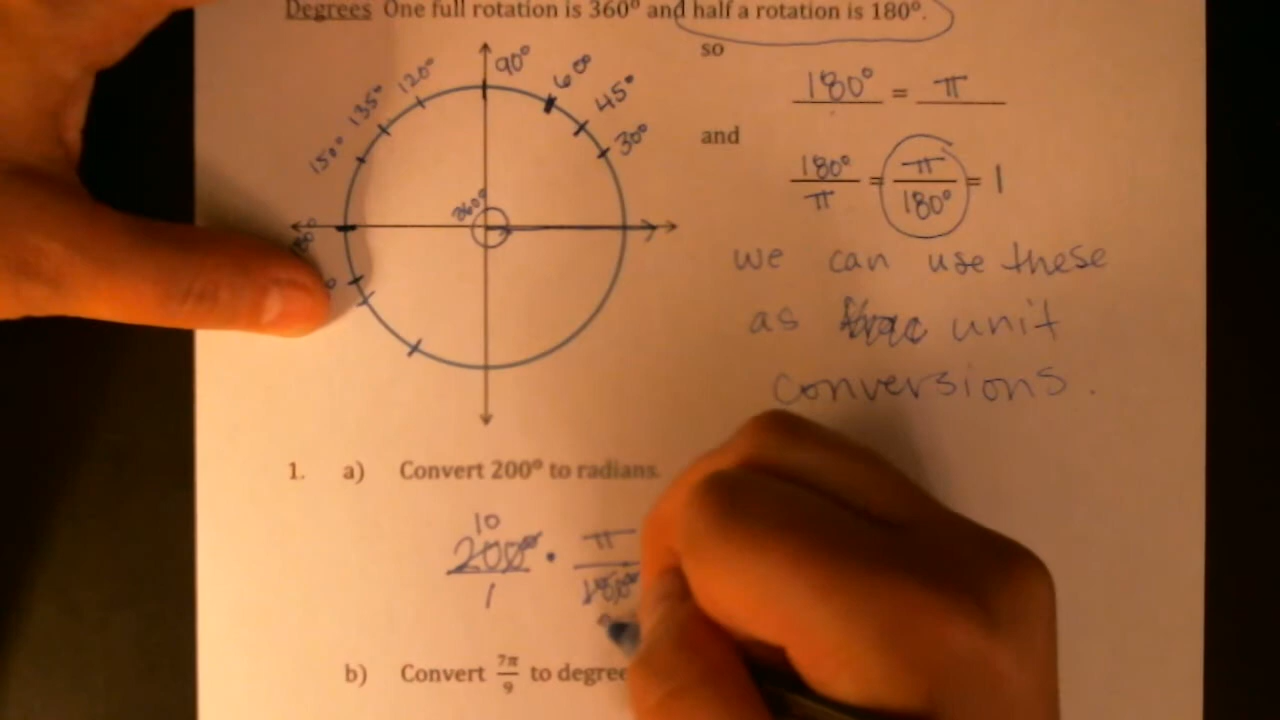 Degrees One full rotation is 360° and half a rotation is 180°.
so
180° = π
and
180°/π = π/180° = 1
we can use these
as unit
conversions.
90°
60°
45°
30°
120°
135°
150°
360°
1. a) Convert 200° to radians.
10
200° · π
1 180°
b) Convert 7π/9 to